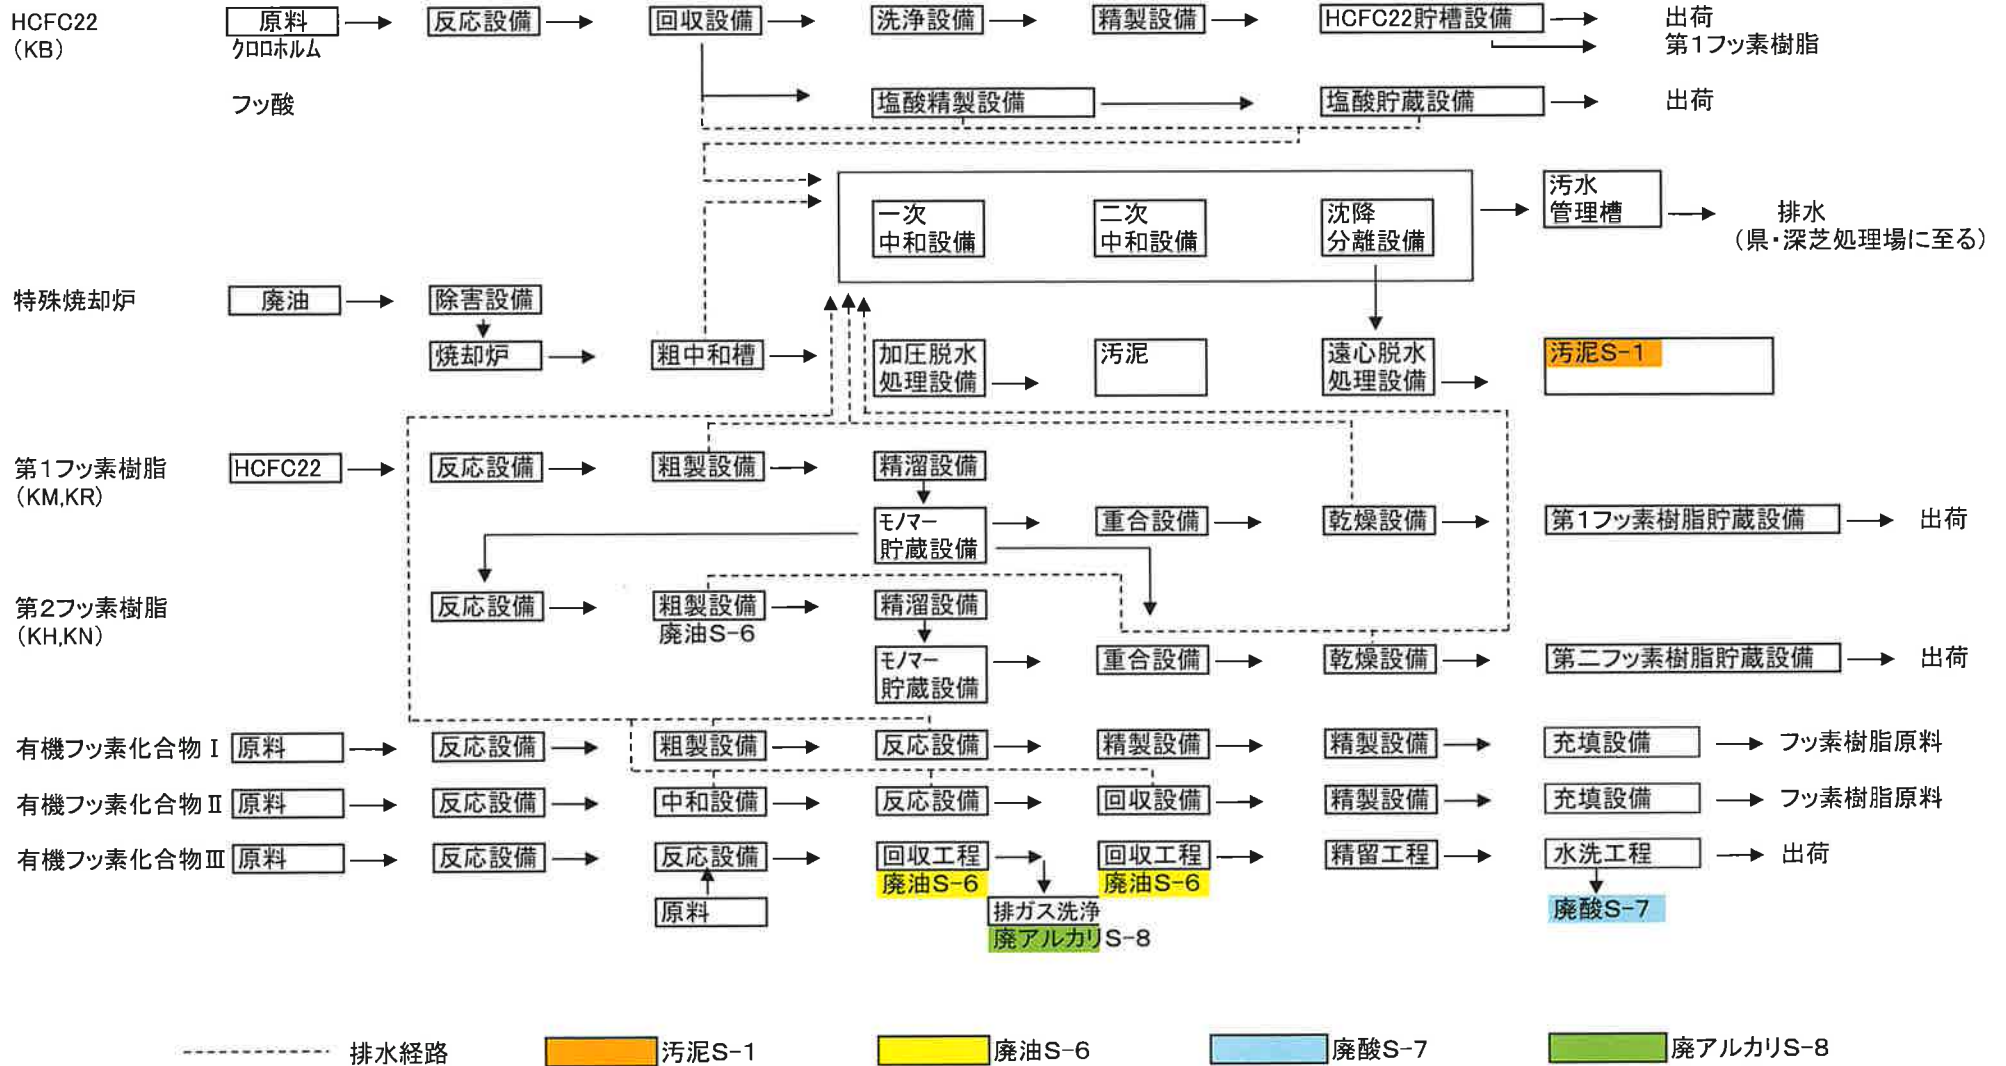 HCFC22
(KB)
原料
クロロホルム
反応設備
回収設備
洗浄設備
精製設備
HCFC22貯槽設備
出荷
第1フッ素樹脂
フッ酸
塩酸精製設備
塩酸貯蔵設備
出荷
一次
中和設備
二次
中和設備
沈降
分離設備
汚水
管理槽
排水
(県・深芝処理場に至る)
特殊焼却炉
廃油
除害設備
焼却炉
粗中和槽
加圧脱水
処理設備
汚泥
遠心脱水
処理設備
汚泥S-1
第1フッ素樹脂
(KM,KR)
HCFC22
反応設備
粗製設備
精溜設備
モノマー
貯蔵設備
重合設備
乾燥設備
第1フッ素樹脂貯蔵設備
出荷
第2フッ素樹脂
(KH,KN)
反応設備
粗製設備
廃油S-6
精溜設備
モノマー
貯蔵設備
重合設備
乾燥設備
第二フッ素樹脂貯蔵設備
出荷
有機フッ素化合物Ⅰ
原料
反応設備
粗製設備
反応設備
精製設備
精製設備
充填設備
フッ素樹脂原料
有機フッ素化合物Ⅱ
原料
反応設備
中和設備
反応設備
回収設備
精製設備
充填設備
フッ素樹脂原料
有機フッ素化合物Ⅲ
原料
反応設備
反応設備
回収工程
廃油S-6
回収工程
廃油S-6
精留工程
水洗工程
出荷
原料
排ガス洗浄
廃アルカリS-8
廃酸S-7
排水経路
汚泥S-1
廃油S-6
廃酸S-7
廃アルカリS-8